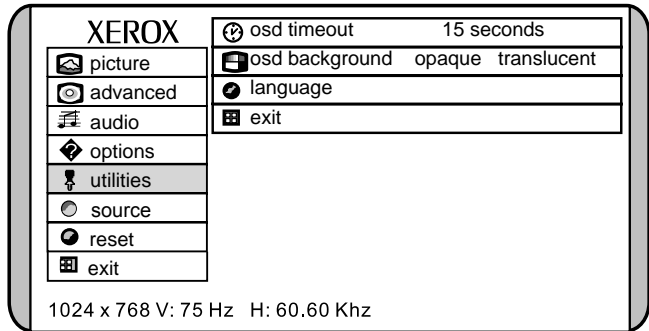 XEROX
picture
advanced
audio
options
utilities
source
reset
exit
osd timeout 15 seconds
osd background opaque translucent
language
exit
1024 x 768 V: 75 Hz H: 60.60 Khz